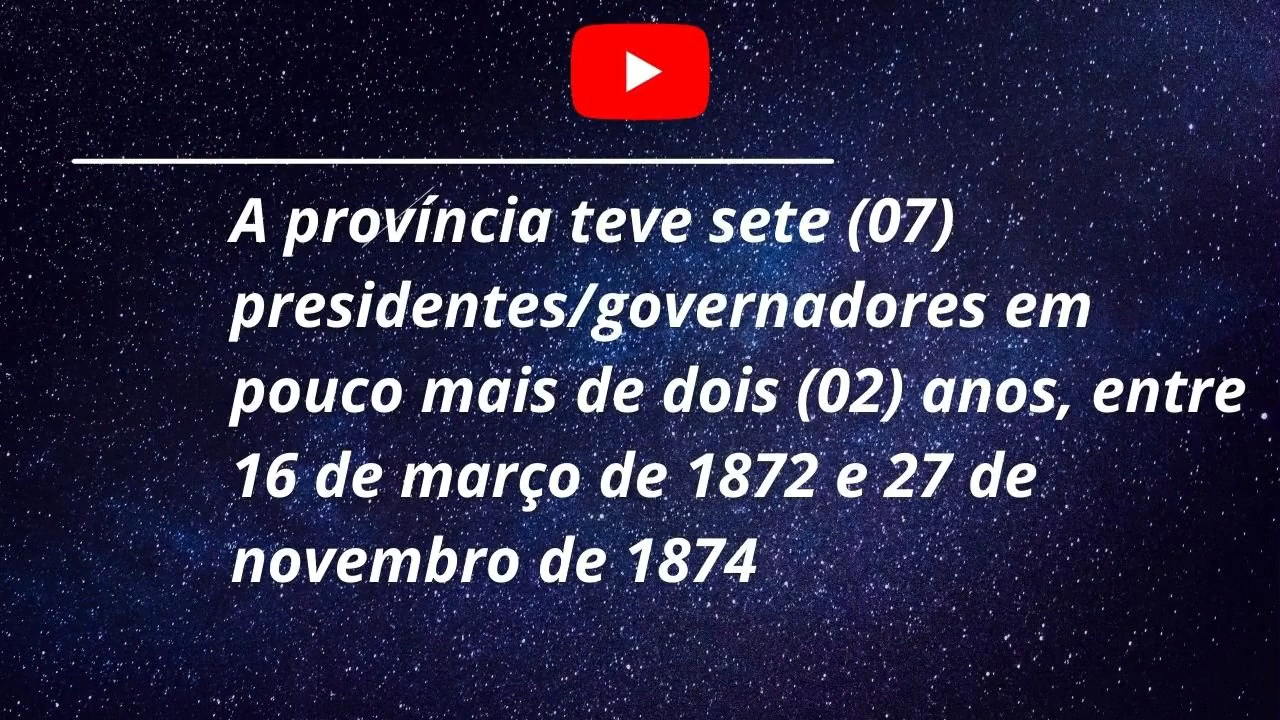 A província teve sete (07)
presidentes/governadores em
pouco mais de dois (02) anos, entre
16 de março de 1872 e 27 de
novembro de 1874